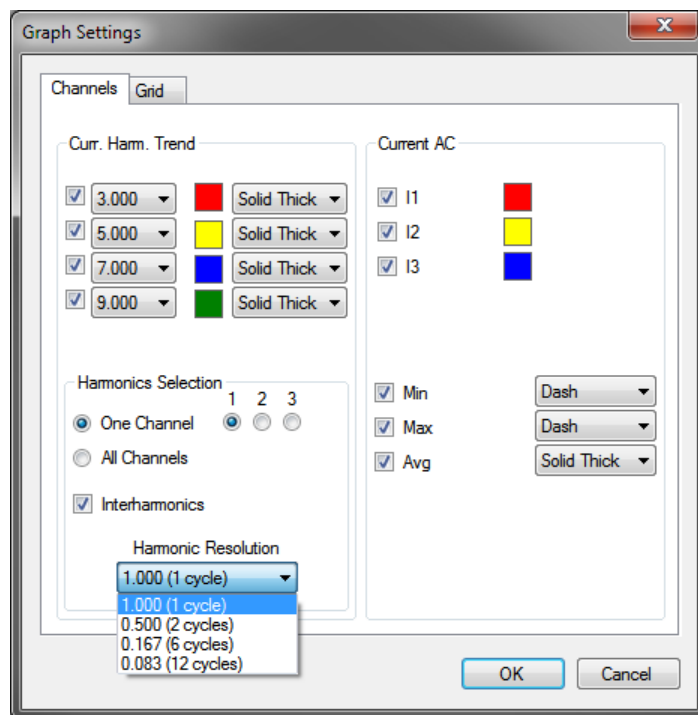 Graph Settings
Channels Grid
Curr. Harm. Trend
3.000 Solid Thick
5.000 Solid Thick
7.000 Solid Thick
9.000 Solid Thick
Harmonics Selection
1 2 3
One Channel
All Channels
Interharmonics
Harmonic Resolution
1.000 (1 cycle)
1.000 (1 cycle)
0.500 (2 cycles)
0.167 (6 cycles)
0.083 (12 cycles)
Current AC
I1
I2
I3
Min Dash
Max Dash
Avg Solid Thick
OK Cancel